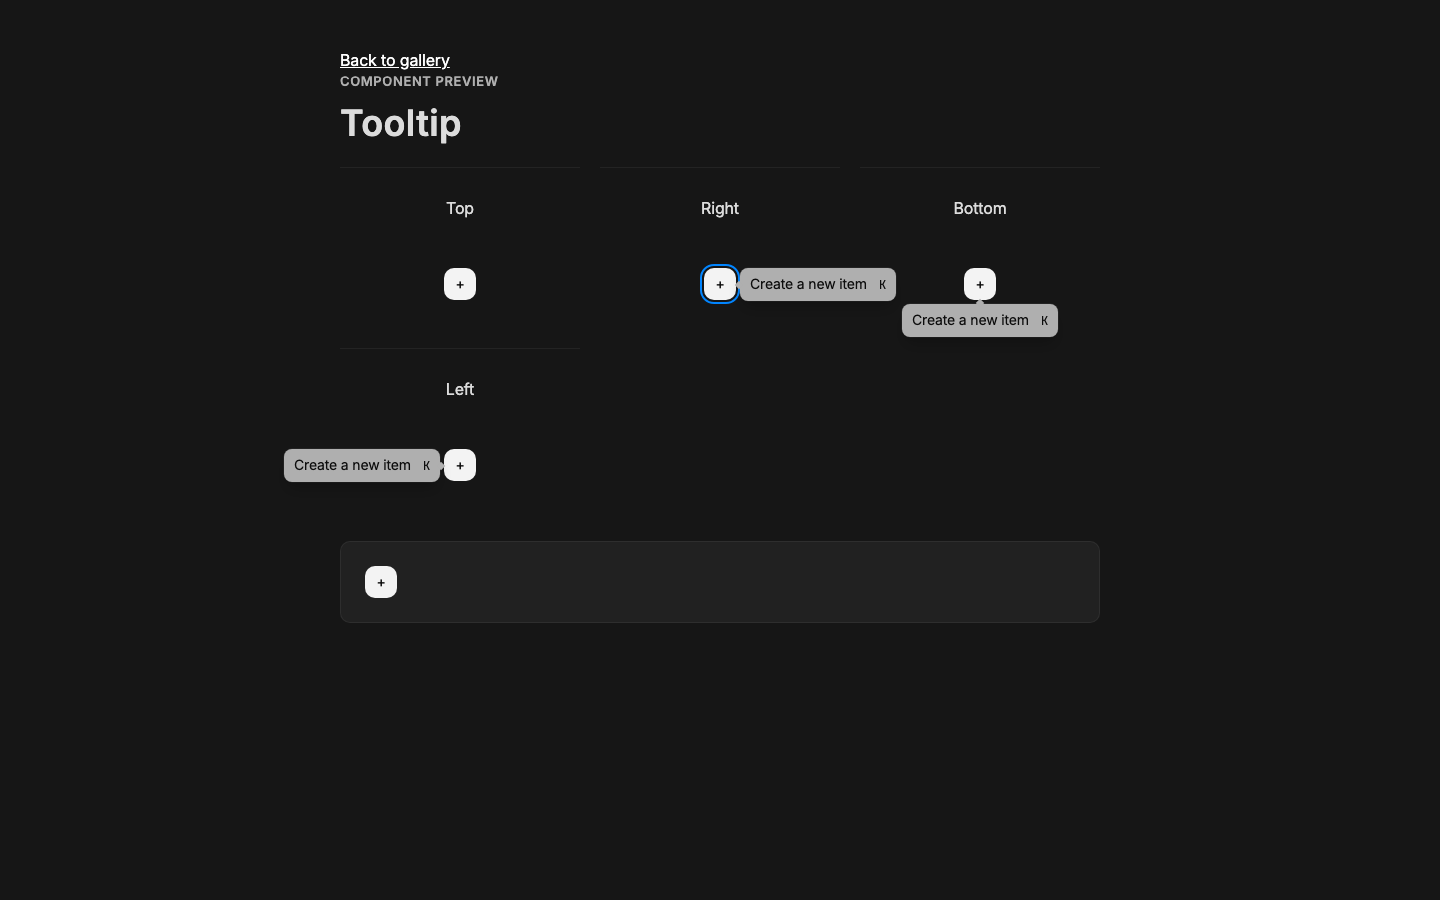 Back to gallery
COMPONENT PREVIEW
Tooltip
Top
Right
Bottom
+
+
Create a new item K
+
Create a new item K
Left
Create a new item K
+
+